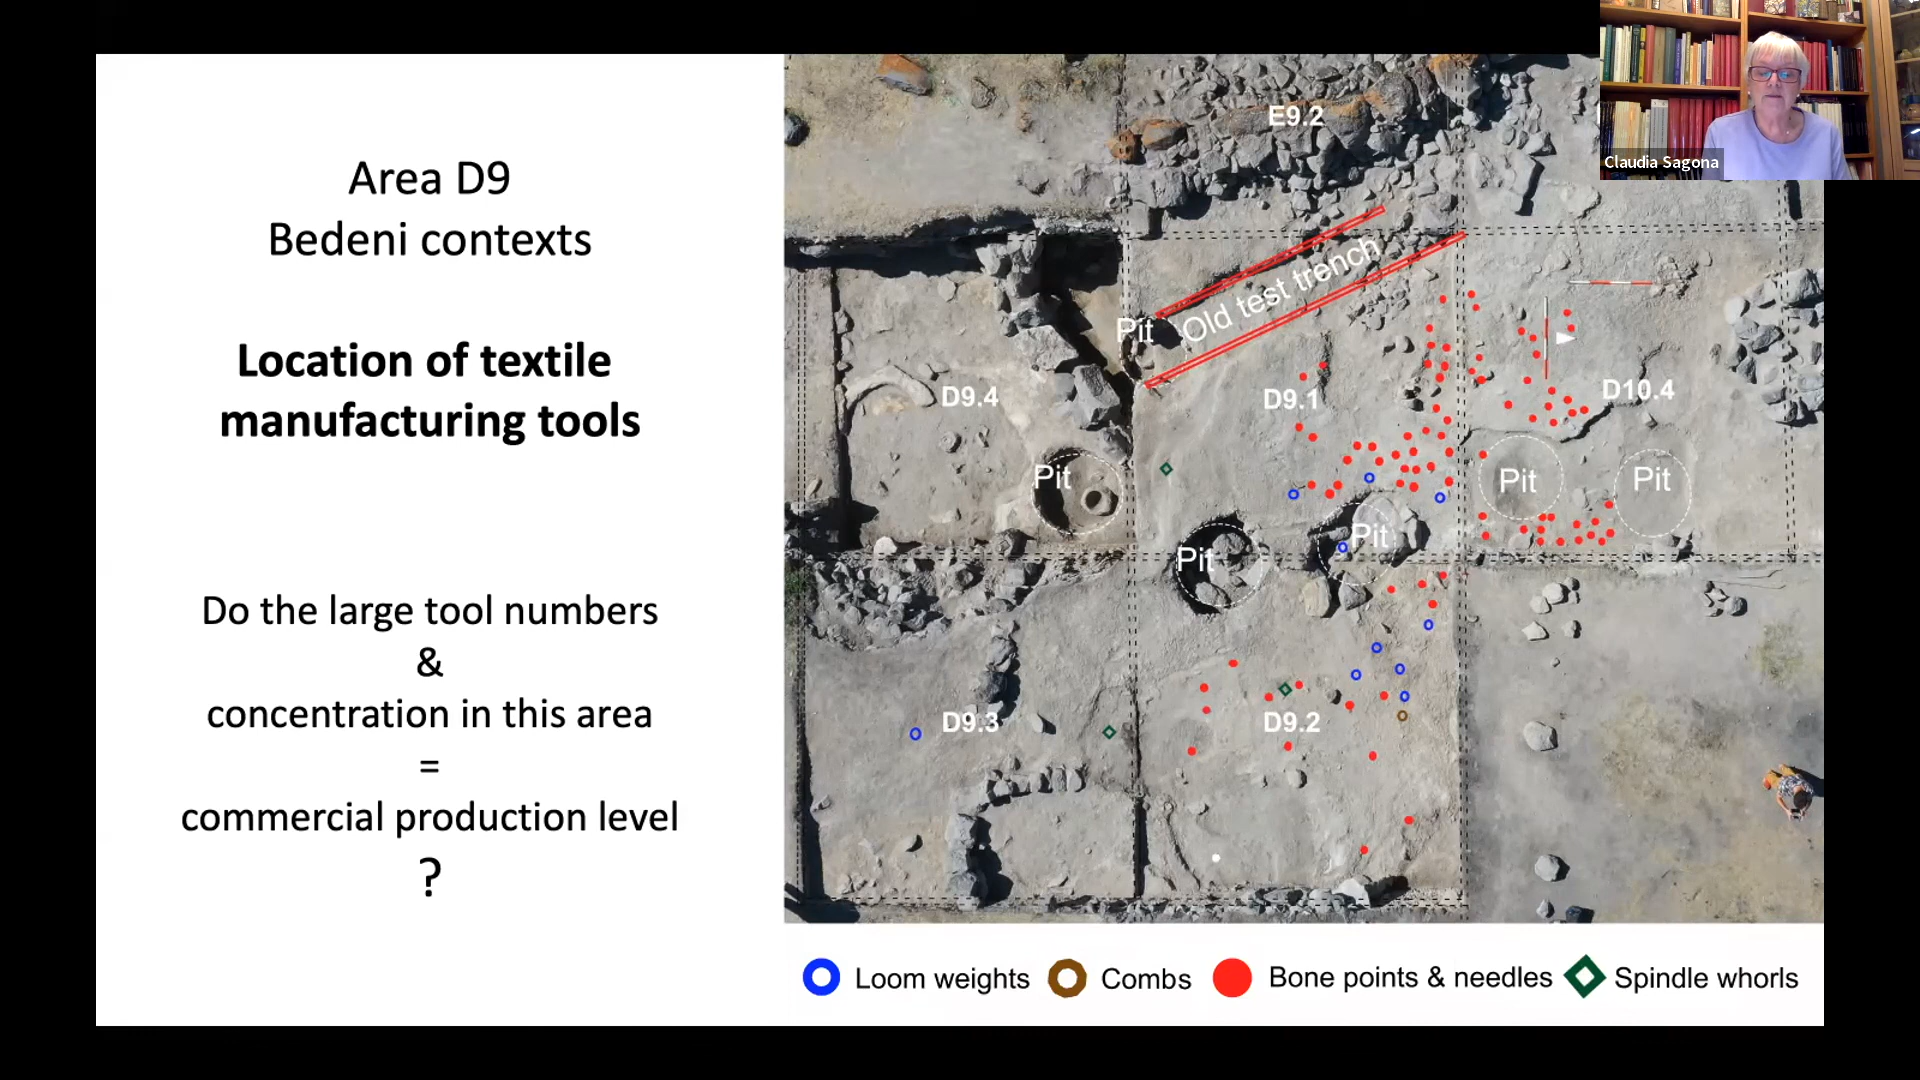 Area D9
Bedeni contexts
Location of textile
manufacturing tools
Do the large tool numbers
&
concentration in this area
=
commercial production level
?
E9.2
Claudia Sagona
Old test trench
Pit
D9.4
D9.1
D10.4
Pit
Pit
Pit
Pit
Pit
D9.3
D9.2
Loom weights
Combs
Bone points & needles
Spindle whorls